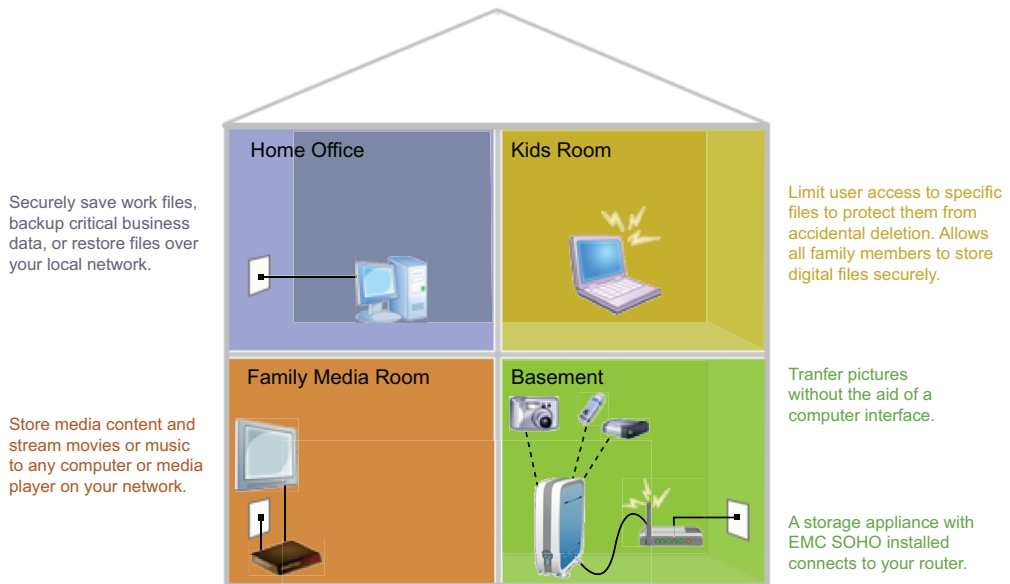 Home Office
Kids Room
Securely save work files,
backup critical business
data, or restore files over
your local network.
Limit user access to specific
files to protect them from
accidental deletion. Allows
all family members to store
digital files securely.
Family Media Room
Basement
Store media content and
stream movies or music
to any computer or media
player on your network.
Tranfer pictures
without the aid of a
computer interface.
A storage appliance with
EMC SOHO installed
connects to your router.